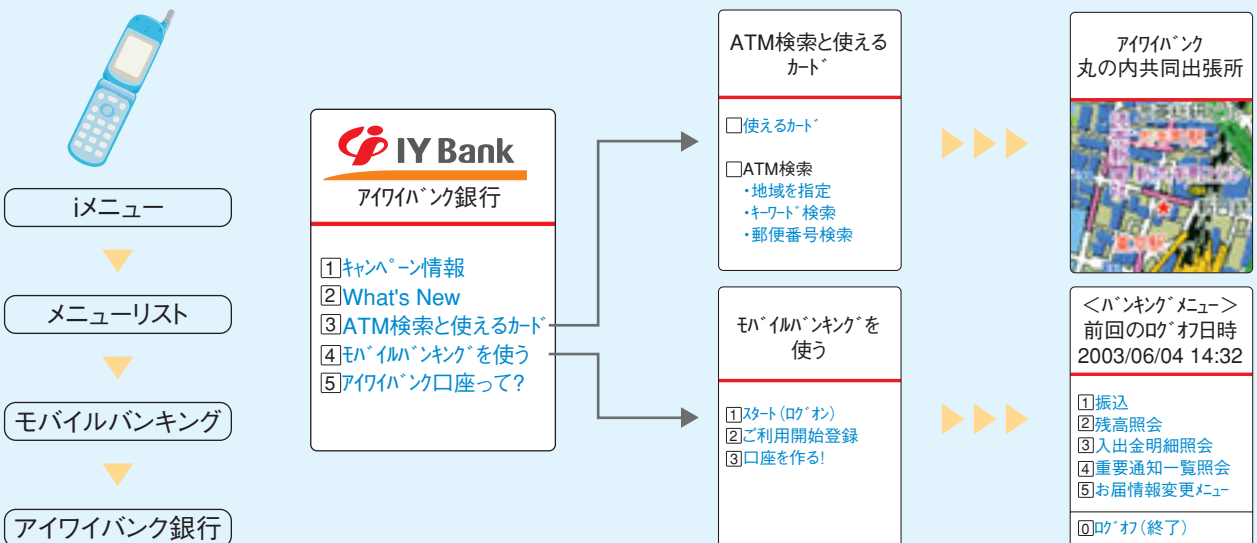 iメニュー
メニューリスト
モバイルバンキング
アイワイバンク銀行
IY Bank
ｱｲﾜｲﾊﾞﾝｸ銀行
1ｷｬﾝﾍﾟｰﾝ情報
2What's New
3ATM検索と使えるｶｰﾄﾞ
4ﾓﾊﾞｲﾙﾊﾞﾝｷﾝｸﾞを使う
5ｱｲﾜｲﾊﾞﾝｸ口座って?
ATM検索と使える
ｶｰﾄﾞ
□使えるｶｰﾄﾞ
□ATM検索
・地域を指定
・ｷｰﾜｰﾄﾞ検索
・郵便番号検索
ｱｲﾜｲﾊﾞﾝｸ
丸の内共同出張所
ﾓﾊﾞｲﾙﾊﾞﾝｷﾝｸﾞを
使う
1ｽﾀｰﾄ(ﾛｸﾞｵﾝ)
2ご利用開始登録
3口座を作る!
＜ﾊﾞﾝｷﾝｸﾞﾒﾆｭｰ＞
前回のﾛｸﾞｵﾌ日時
2003/06/04 14:32
1振込
2残高照会
3入出金明細照会
4重要通知一覧照会
5お届情報変更ﾒﾆｭｰ
0ﾛｸﾞｵﾌ(終了)